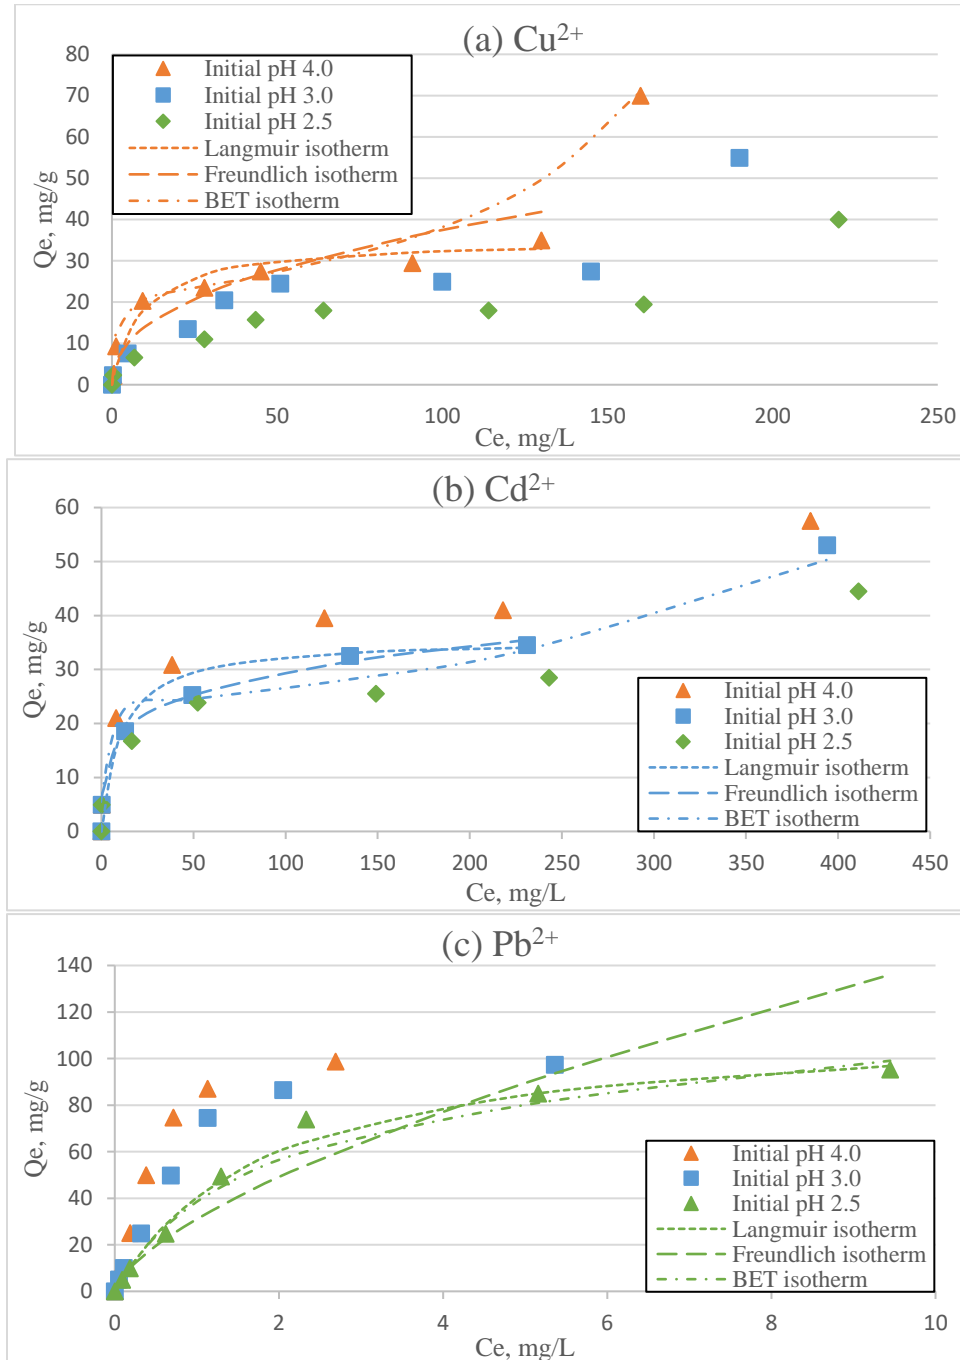 (a) Cu2+
80
70
60
50
40
30
20
10
0
Qe, mg/g
Initial pH 4.0
Initial pH 3.0
Initial pH 2.5
Langmuir isotherm
Freundlich isotherm
BET isotherm
0 50 100 150 200 250
Ce, mg/L
(b) Cd2+
60
50
40
30
20
10
0
Qe, mg/g
Initial pH 4.0
Initial pH 3.0
Initial pH 2.5
Langmuir isotherm
Freundlich isotherm
BET isotherm
0 50 100 150 200 250 300 350 400 450
Ce, mg/L
(c) Pb2+
140
120
100
80
60
40
20
0
Qe, mg/g
Initial pH 4.0
Initial pH 3.0
Initial pH 2.5
Langmuir isotherm
Freundlich isotherm
BET isotherm
0 2 4 6 8 10
Ce, mg/L